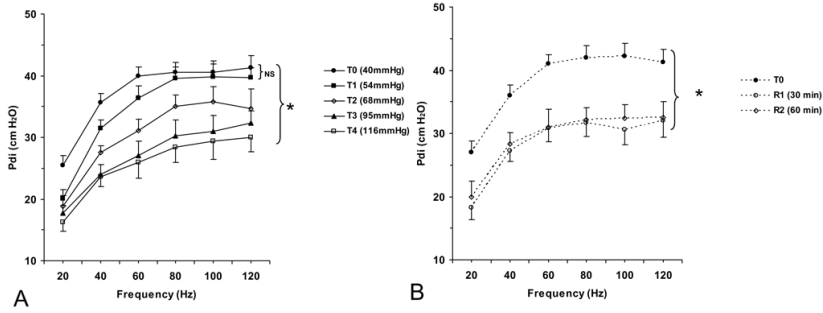 50
40
30
20
10
Pdi (cm H2O)
20 40 60 80 100 120
Frequency (Hz)
NS
*
T0 (40mmHg)
T1 (54mmHg)
T2 (68mmHg)
T3 (95mmHg)
T4 (116mmHg)
A
50
40
30
20
10
Pdi (cm H2O)
20 40 60 80 100 120
Frequency (Hz)
*
T0
R1 (30 min)
R2 (60 min)
B